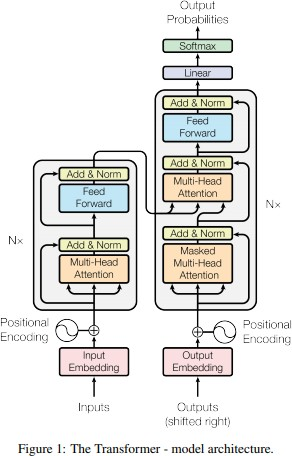 Output
Probabilities
Softmax
Linear
Add & Norm
Feed
Forward
Add & Norm
Multi-Head
Attention
Add & Norm
Masked
Multi-Head
Attention
N×
Add & Norm
Feed
Forward
N×
Add & Norm
Multi-Head
Attention
Positional
Encoding
Positional
Encoding
Input
Embedding
Output
Embedding
Inputs
Outputs
(shifted right)
Figure 1: The Transformer - model architecture.